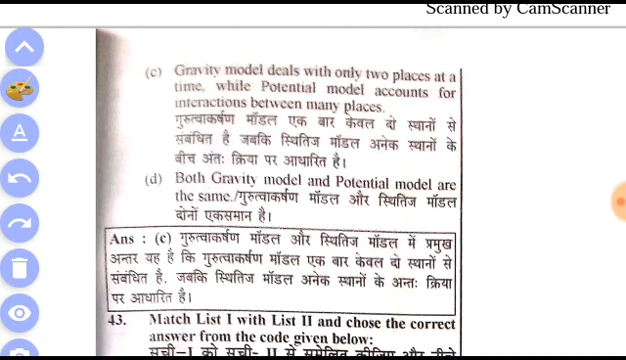 Scanned by CamScanner
(c) Gravity model deals with only two places at a
time, while Potential model accounts for
interactions between many places.
गुरुत्वाकर्षण मॉडल एक बार केवल दो स्थानों से
संबंधित है जबकि स्थितिज मॉडल अनेक स्थानों के
बीच अंतः क्रिया पर आधारित है।
(d) Both Gravity model and Potential model are
the same./गुरुत्वाकर्षण मॉडल और स्थितिज मॉडल
दोनों एकसमान है।
Ans : (c) गुरुत्वाकर्षण मॉडल और स्थितिज मॉडल में प्रमुख
अन्तर यह है कि गुरुत्वाकर्षण मॉडल एक बार केवल दो स्थानों से
संबंधित है. जबकि स्थितिज मॉडल अनेक स्थानों के अन्तः क्रिया
पर आधारित है।
43. Match List I with List II and chose the correct
answer from the code given below:
सूची-I को सूची- II से सुमेलित कीजिए और नीचे
A